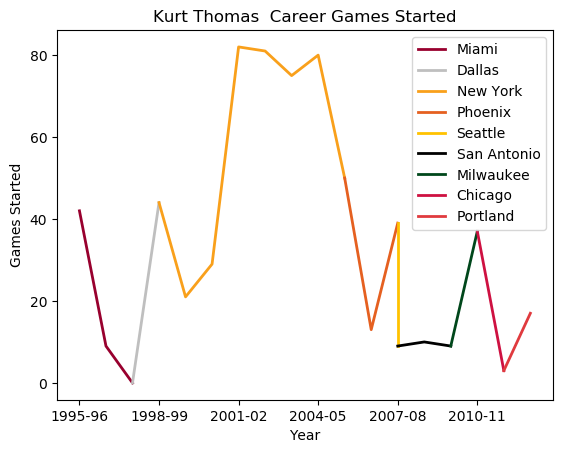 Kurt Thomas  Career Games Started
Games Started
80
60
40
20
0
Miami
Dallas
New York
Phoenix
Seattle
San Antonio
Milwaukee
Chicago
Portland
1995-96 1998-99 2001-02 2004-05 2007-08 2010-11
Year